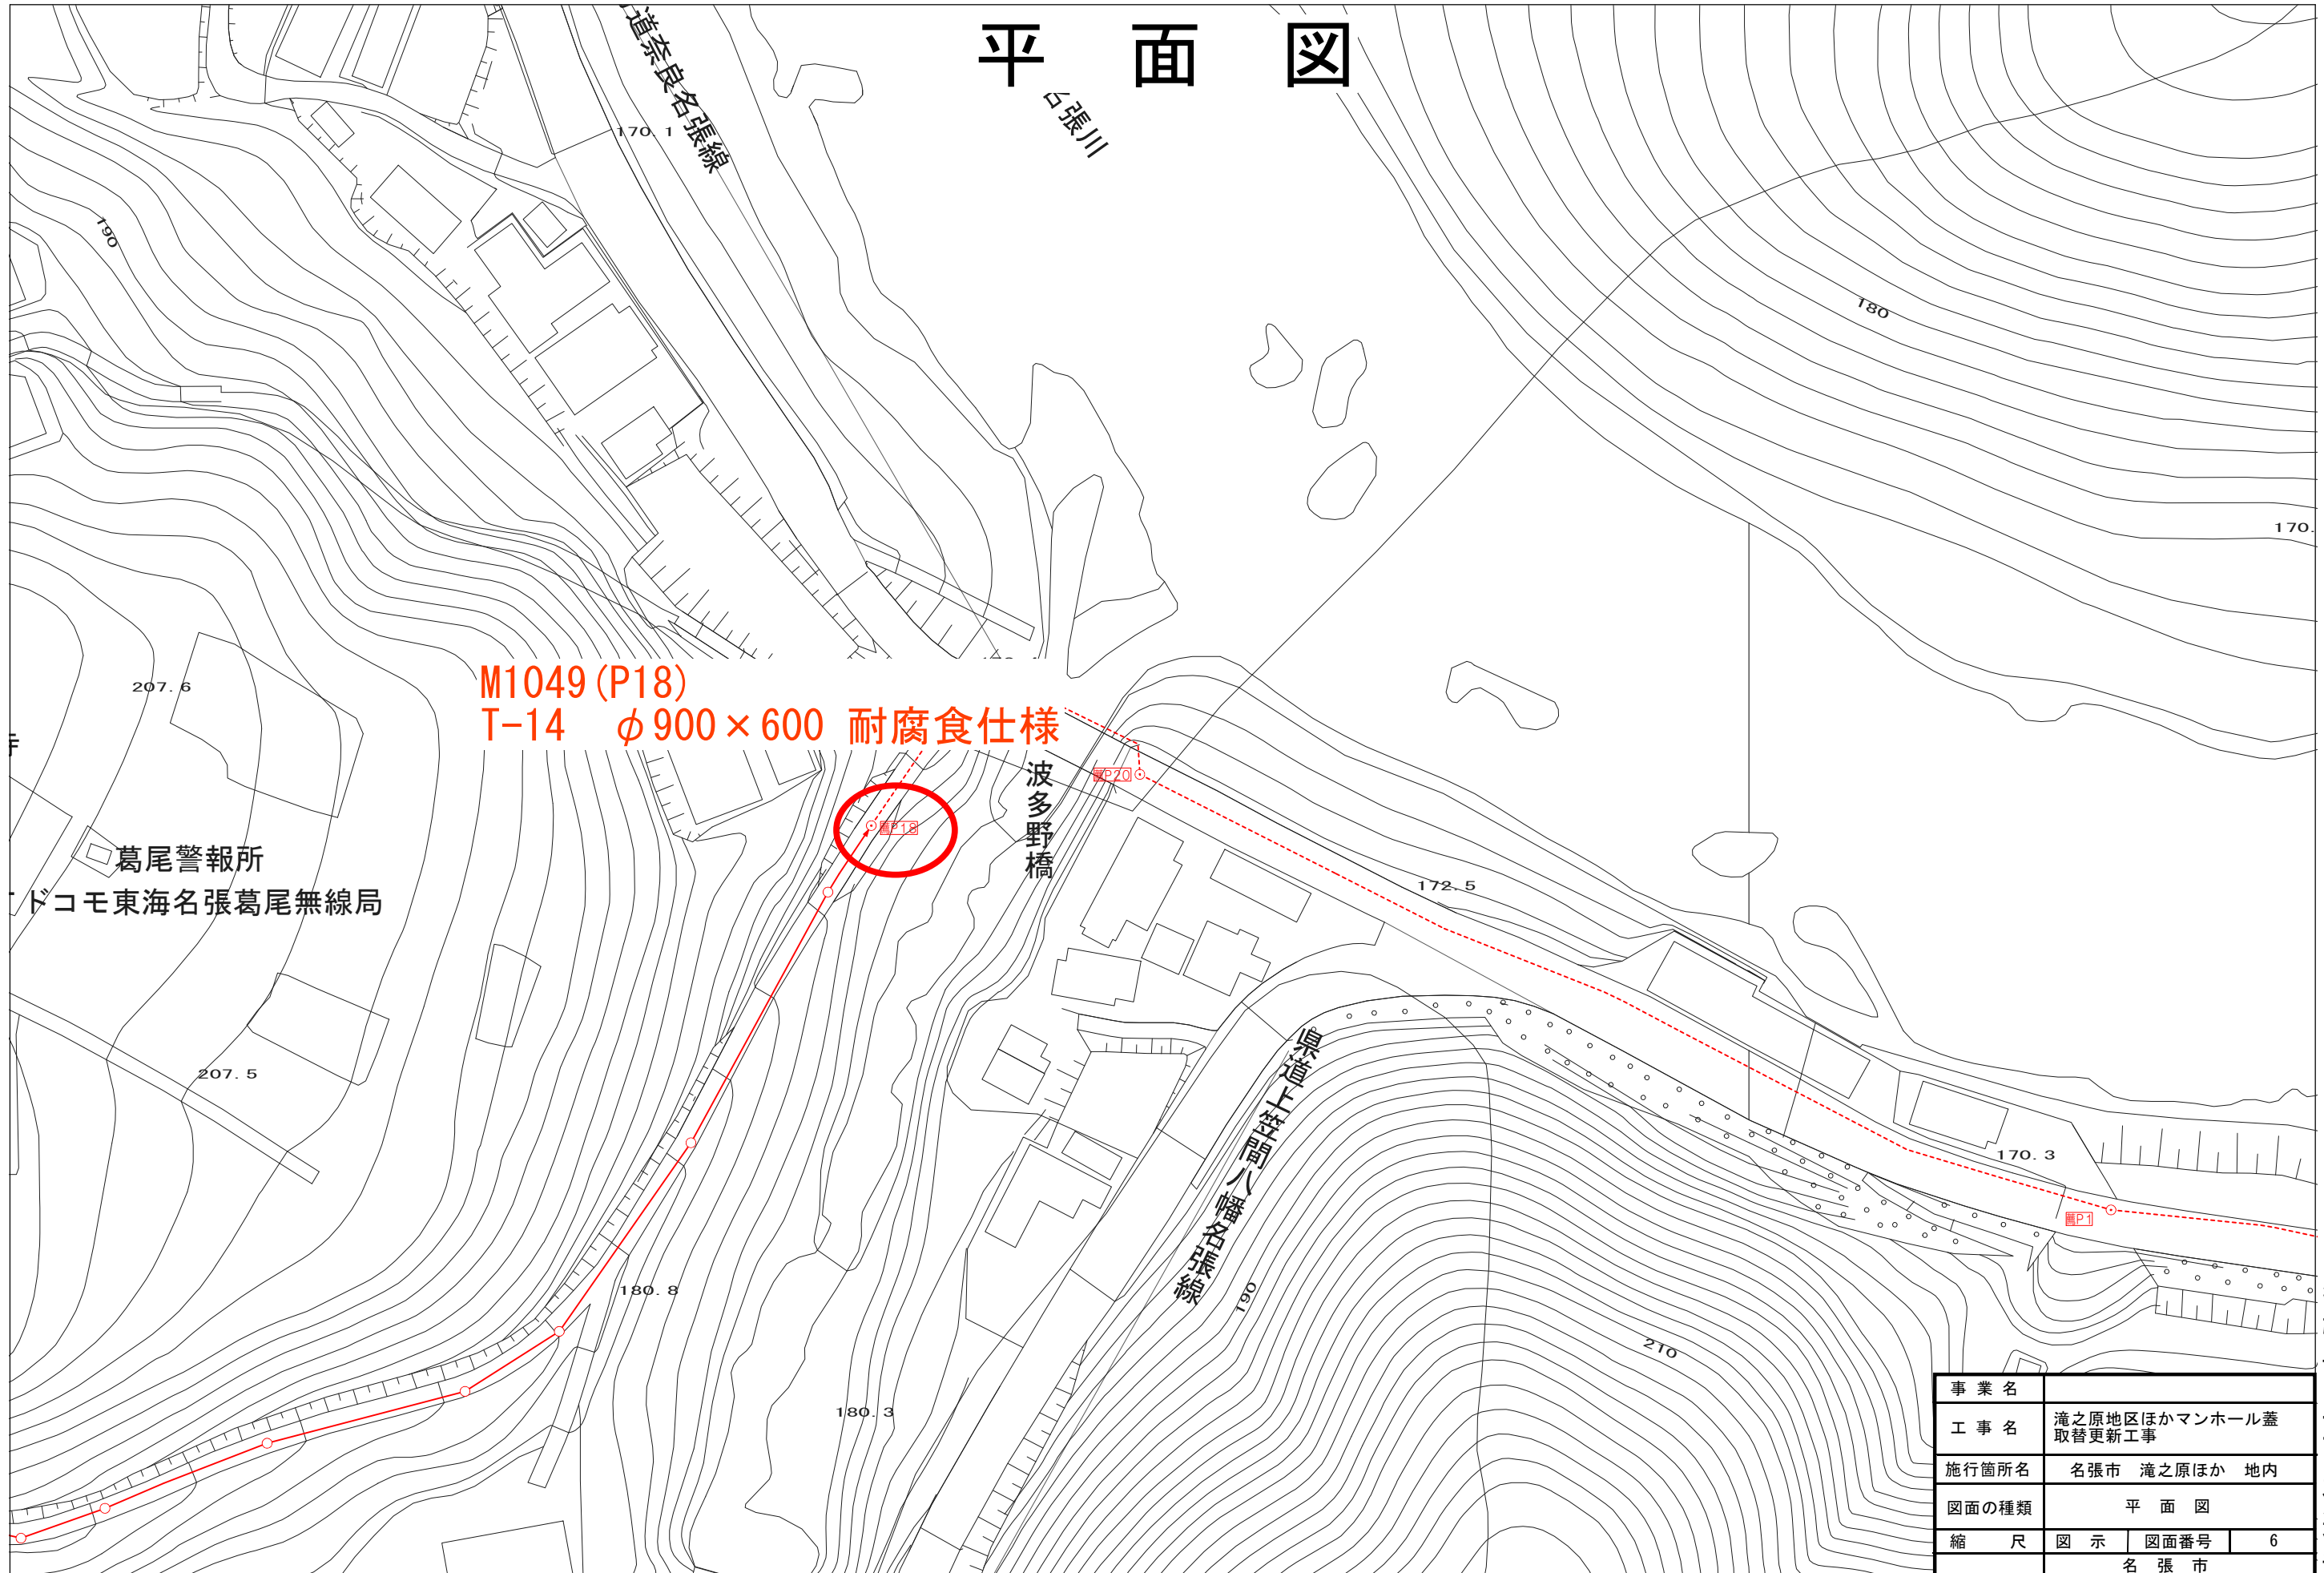 平面図
道奈良名張線
名張川
170.1
190
180
170.
207.6
M1049(P18)
T-14 φ900×600 耐腐食仕様
波多野橋
P20
P18
葛尾警報所
ドコモ東海名張葛尾無線局
172.5
207.5
県道上笠間八幡名張線
170.3
P1
180.8
190
210
180.3
事業名
工事名 滝之原地区ほかマンホール蓋
取替更新工事
施行箇所名 名張市 滝之原ほか 地内
図面の種類 平面図
縮尺 図示 図面番号 6
名張市